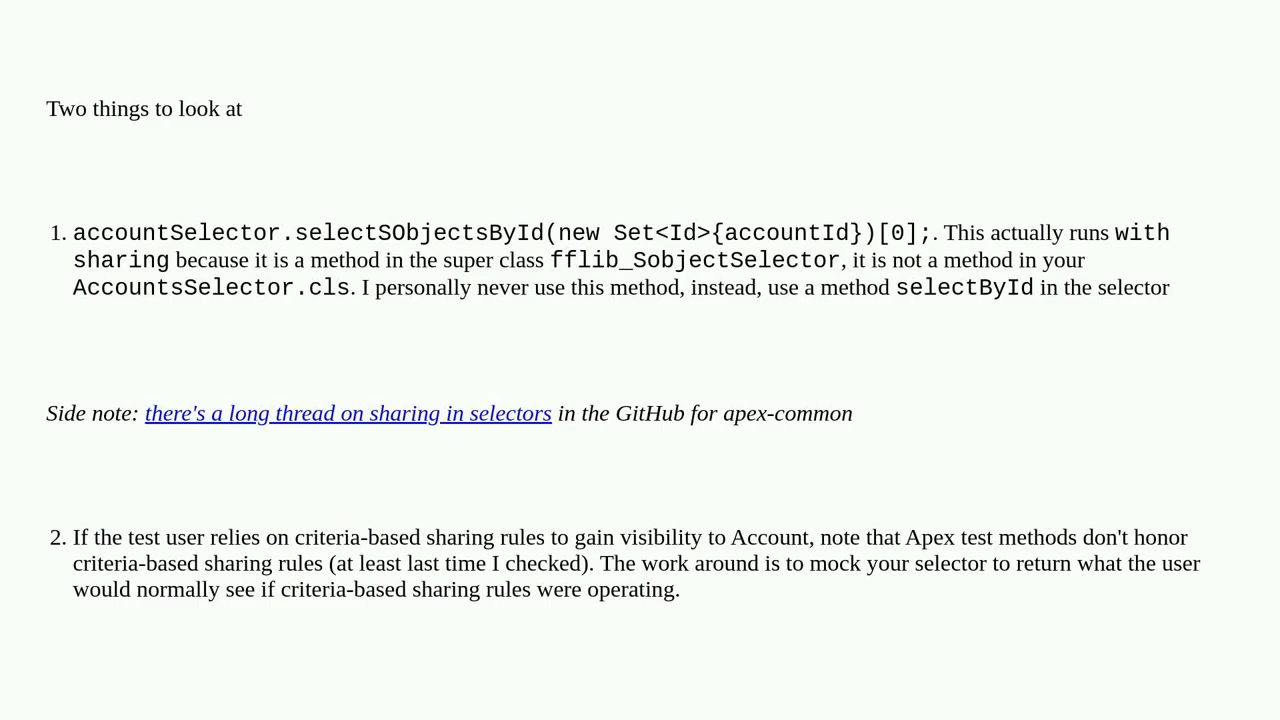 Two things to look at
1. accountSelector.selectSObjectsById(new Set<Id>{accountId})[0];. This actually runs with
sharing because it is a method in the super class fflib_SobjectSelector, it is not a method in your
AccountsSelector.cls. I personally never use this method, instead, use a method selectById in the selector
Side note: there's a long thread on sharing in selectors in the GitHub for apex-common
2. If the test user relies on criteria-based sharing rules to gain visibility to Account, note that Apex test methods don't honor
criteria-based sharing rules (at least last time I checked). The work around is to mock your selector to return what the user
would normally see if criteria-based sharing rules were operating.